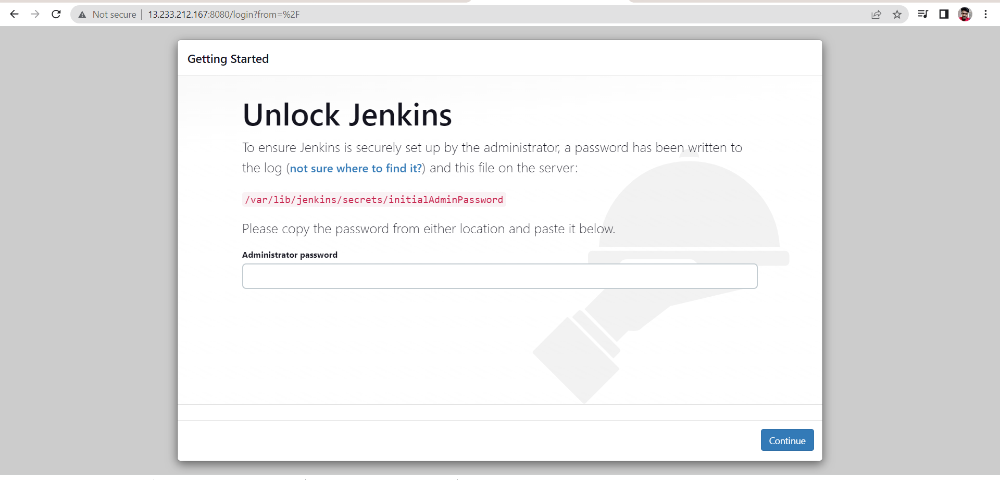 Not secure | 13.233.212.167:8080/login?from=%2F
Getting Started
Unlock Jenkins
To ensure Jenkins is securely set up by the administrator, a password has been written to
the log (not sure where to find it?) and this file on the server:
/var/lib/jenkins/secrets/initialAdminPassword
Please copy the password from either location and paste it below.
Administrator password
Continue